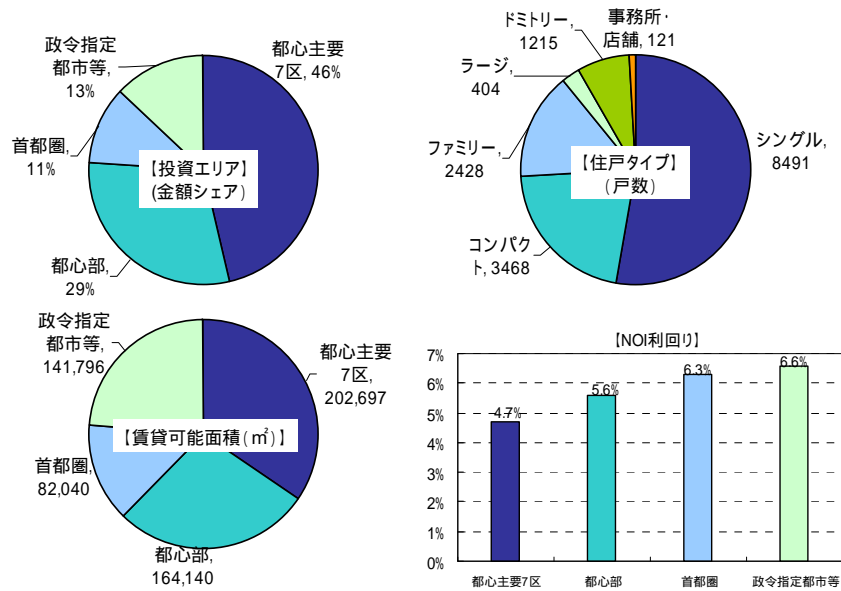 政令指定
都市等,
13%
都心主要
7区, 46%
首都圏,
11%
【投資エリア】
(金額シェア)
都心部,
29%
ドミトリー,
1215
事務所・
店舗, 121
ラージ,
404
ファミリー,
2428
シングル,
8491
【住戸タイプ】
(戸数)
コンパク
ト, 3468
政令指定
都市等,
141,796
都心主要
7区,
202,697
【賃貸可能面積(㎡)】
首都圏,
82,040
都心部,
164,140
【NOI利回り】
7%
6%
5%
4%
3%
2%
1%
0%
4.7%
5.6%
6.3%
6.6%
都心主要7区
都心部
首都圏
政令指定都市等